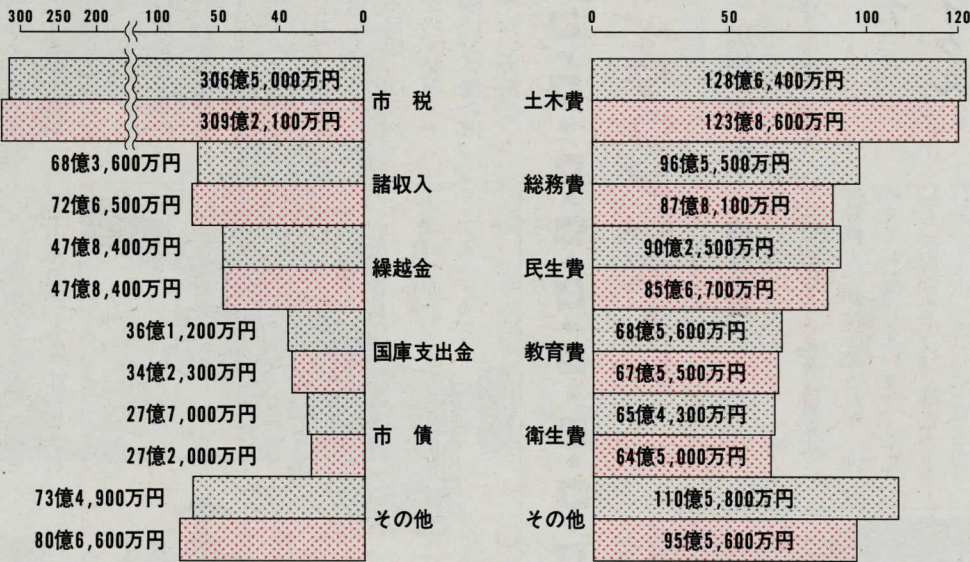 300 250 200 100 50 40 0
0 50 100 120
306億5,000万円
309億2,100万円
市税
68億3,600万円
72億6,500万円
諸収入
47億8,400万円
47億8,400万円
繰越金
36億1,200万円
34億2,300万円
国庫支出金
27億7,000万円
27億2,000万円
市債
73億4,900万円
80億6,600万円
その他
土木費
128億6,400万円
123億8,600万円
総務費
96億5,500万円
87億8,100万円
民生費
90億2,500万円
85億6,700万円
教育費
68億5,600万円
67億5,500万円
衛生費
65億4,300万円
64億5,000万円
その他
110億5,800万円
95億5,600万円